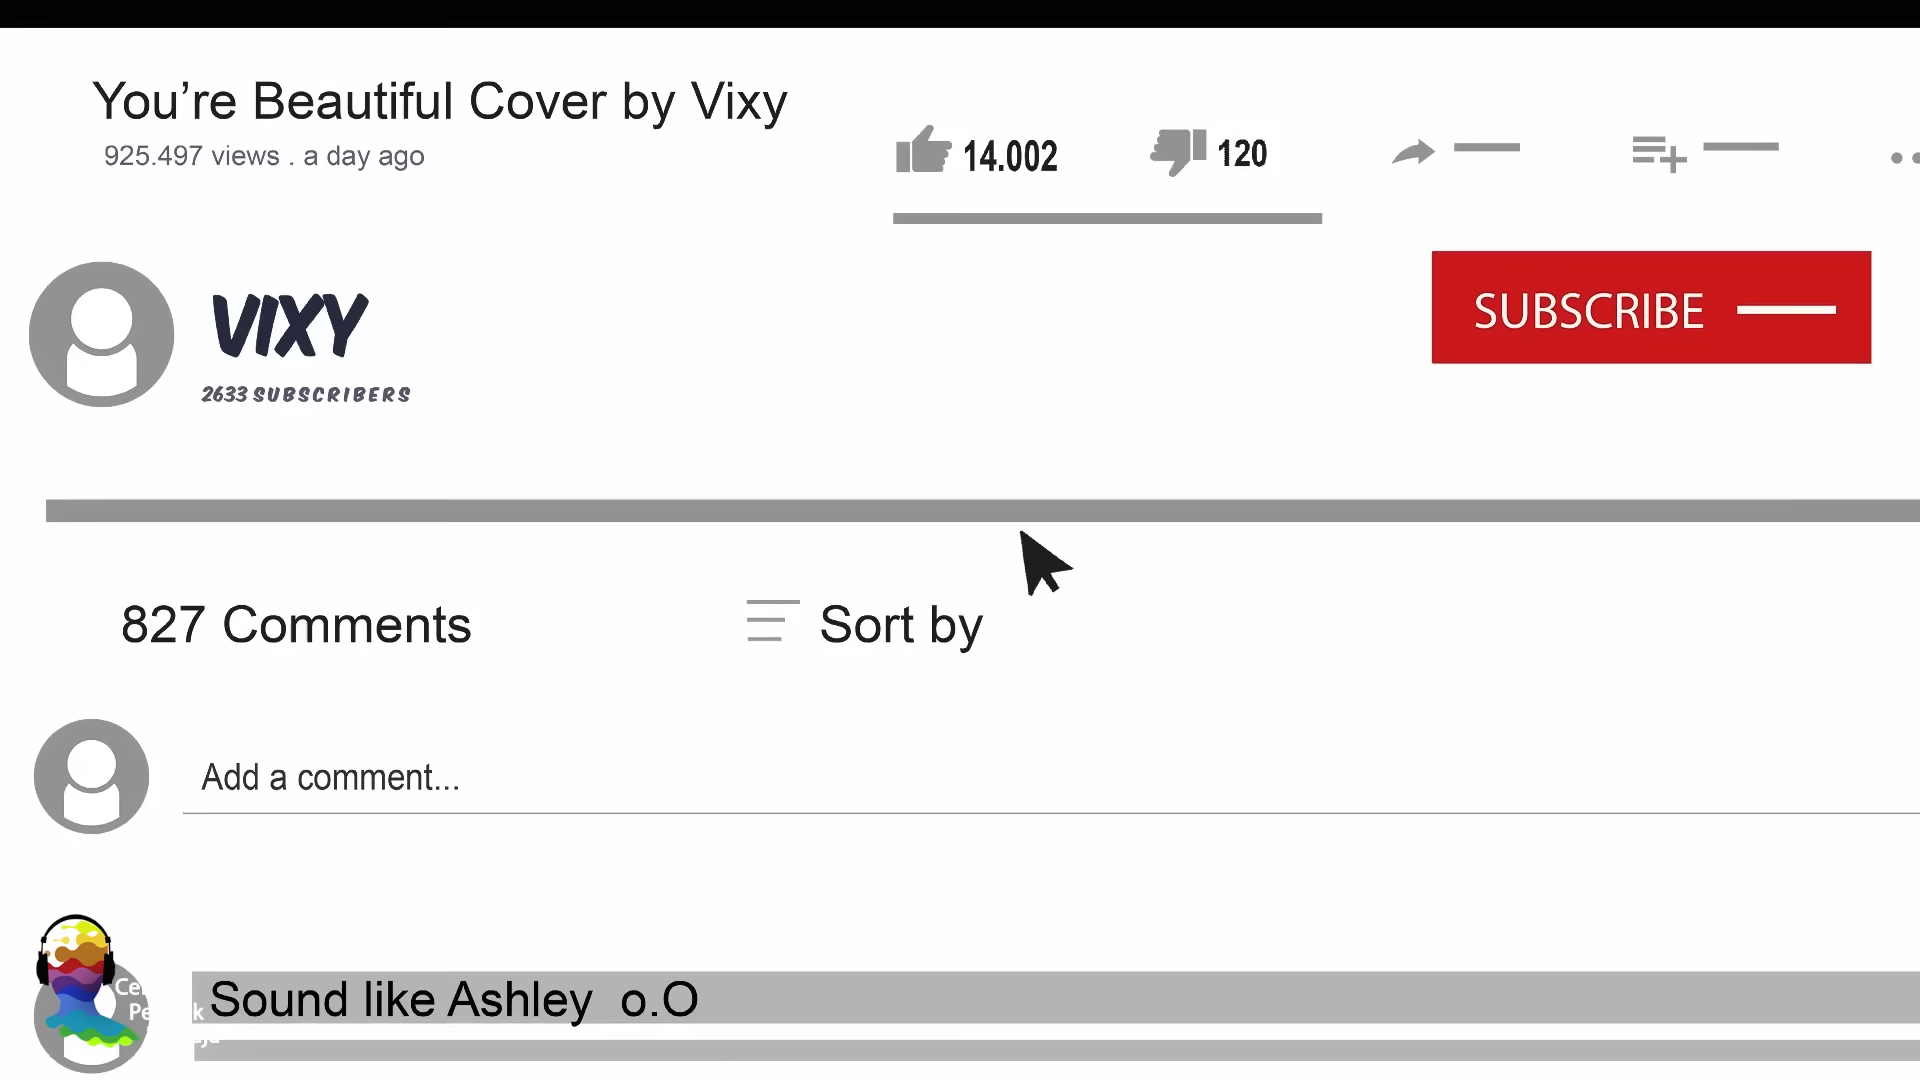 You’re Beautiful Cover by Vixy
925.497 views . a day ago
14.002
120
VIXY
2633 SUBSCRIBERS
SUBSCRIBE
827 Comments
Sort by
Add a comment...
Sound like Ashley o.O